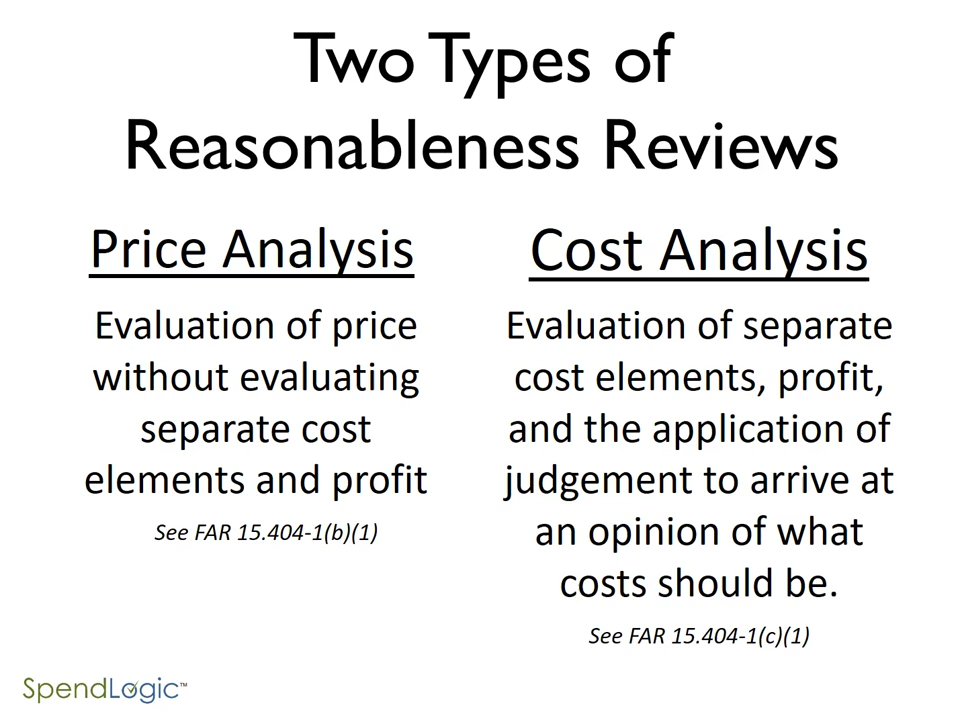 Two Types of
Reasonableness Reviews
Price Analysis
Evaluation of price
without evaluating
separate cost
elements and profit
See FAR 15.404-1(b)(1)
Cost Analysis
Evaluation of separate
cost elements, profit,
and the application of
judgement to arrive at
an opinion of what
costs should be.
See FAR 15.404-1(c)(1)
SpendLogic™